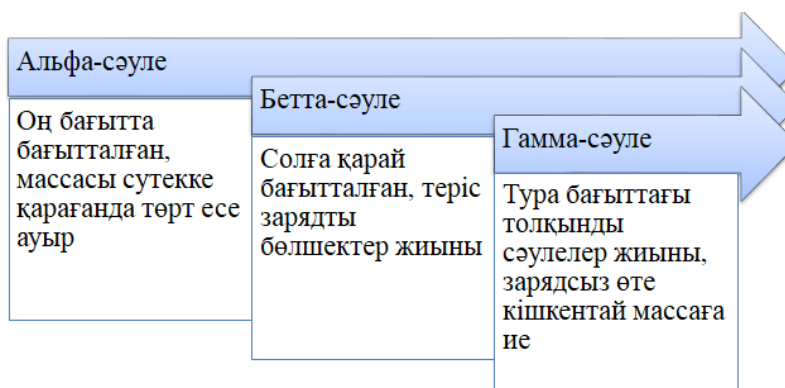 Альфа-сәуле
Оң бағытта
бағытталған,
массасы сутекке
қарағанда төрт есе
ауыр
Бетта-сәуле
Солға қарай
бағытталған, теріс
зарядты
бөлшектер жиыны
Гамма-сәуле
Тура бағыттағы
толқынды
сәулелер жиыны,
зарядсыз өте
кішкентай массаға
ие